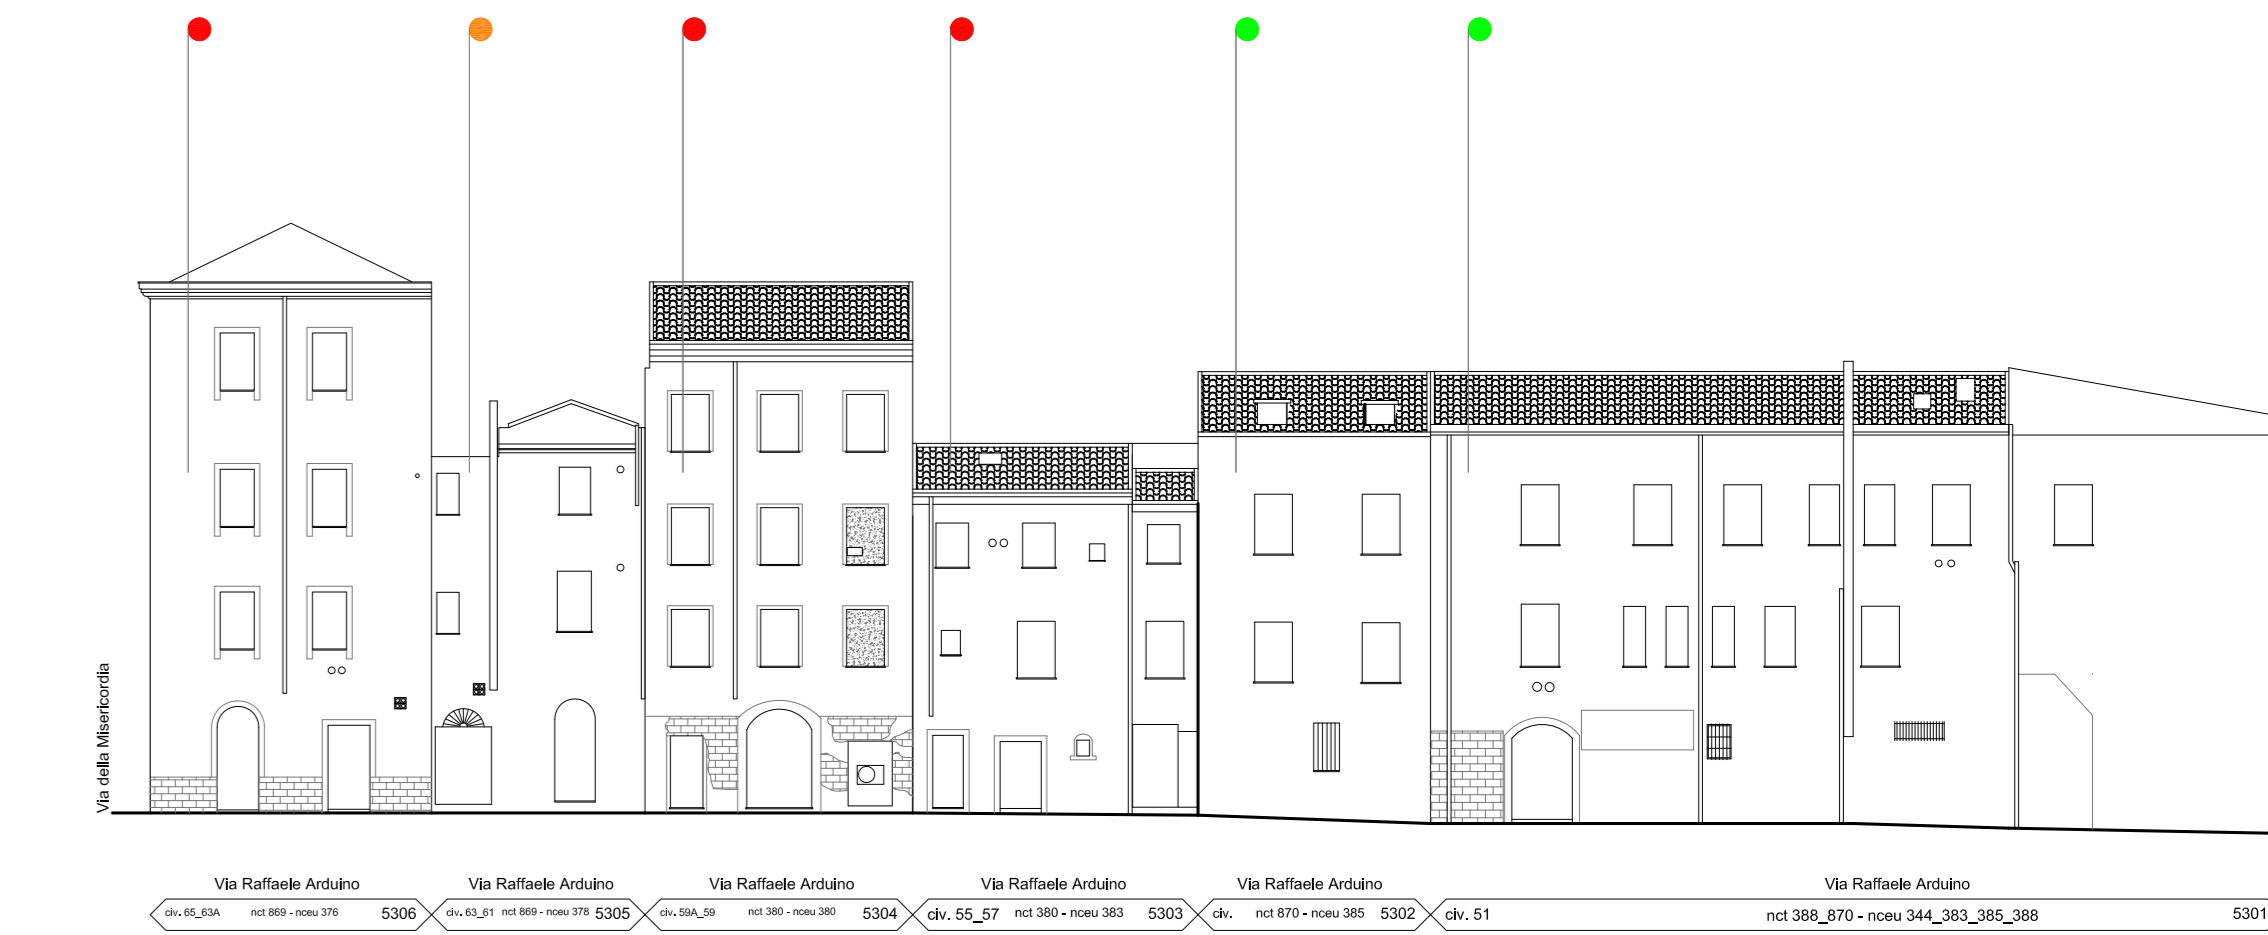 Via della Misericordia
Via Raffaele Arduino
civ. 65_63A nct 869 - nceu 376 5306
Via Raffaele Arduino
civ. 63_61 nct 869 - nceu 378 5305
Via Raffaele Arduino
civ. 59A_59 nct 380 - nceu 380 5304
Via Raffaele Arduino
civ. 55_57 nct 380 - nceu 383 5303
Via Raffaele Arduino
civ. nct 870 - nceu 385 5302
Via Raffaele Arduino
civ. 51 nct 388_870 - nceu 344_383_385_388 5301